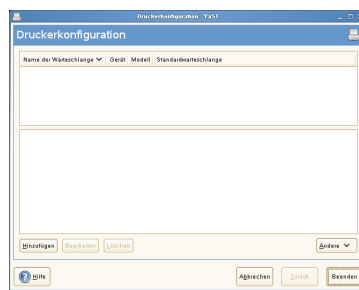 Druckerkonfiguration - YaST
Druckerkonfiguration
Name der Warteschlange Gerät Modell Standardwarteschlange
Hinzufügen Bearbeiten Löschen Andere
Hilfe Abbrechen Zurück Beenden